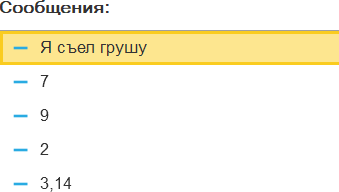 Сообщения:
– Я съел грушу
– 7
– 9
– 2
– 3,14